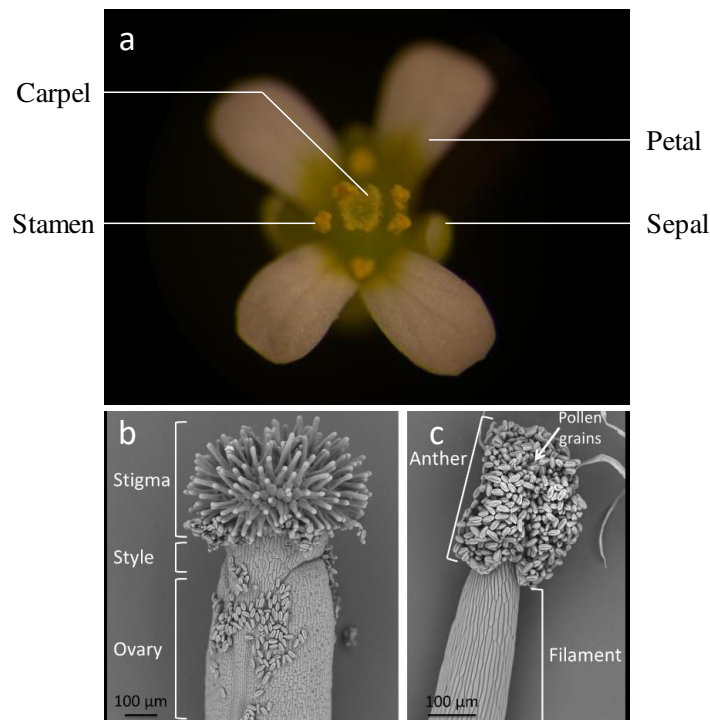 a
Carpel
Petal
Stamen
Sepal
b
Stigma
Style
Ovary
100 µm
c
Pollen
grains
Anther
Filament
100 µm